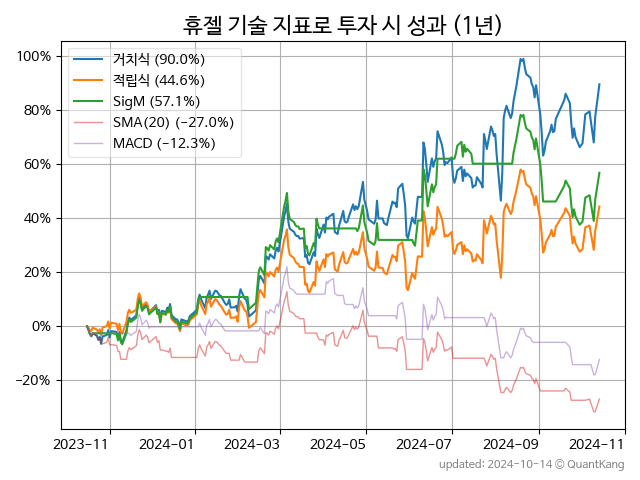 휴젤 기술 지표로 투자 시 성과 (1년)
거치식 (90.0%)
적립식 (44.6%)
SigM (57.1%)
SMA(20) (−27.0%)
MACD (−12.3%)
100%
80%
60%
40%
20%
0%
−20%
2023−11 2024−01 2024−03 2024−05 2024−07 2024−09 2024−11
updated: 2024−10−14 © QuantKang